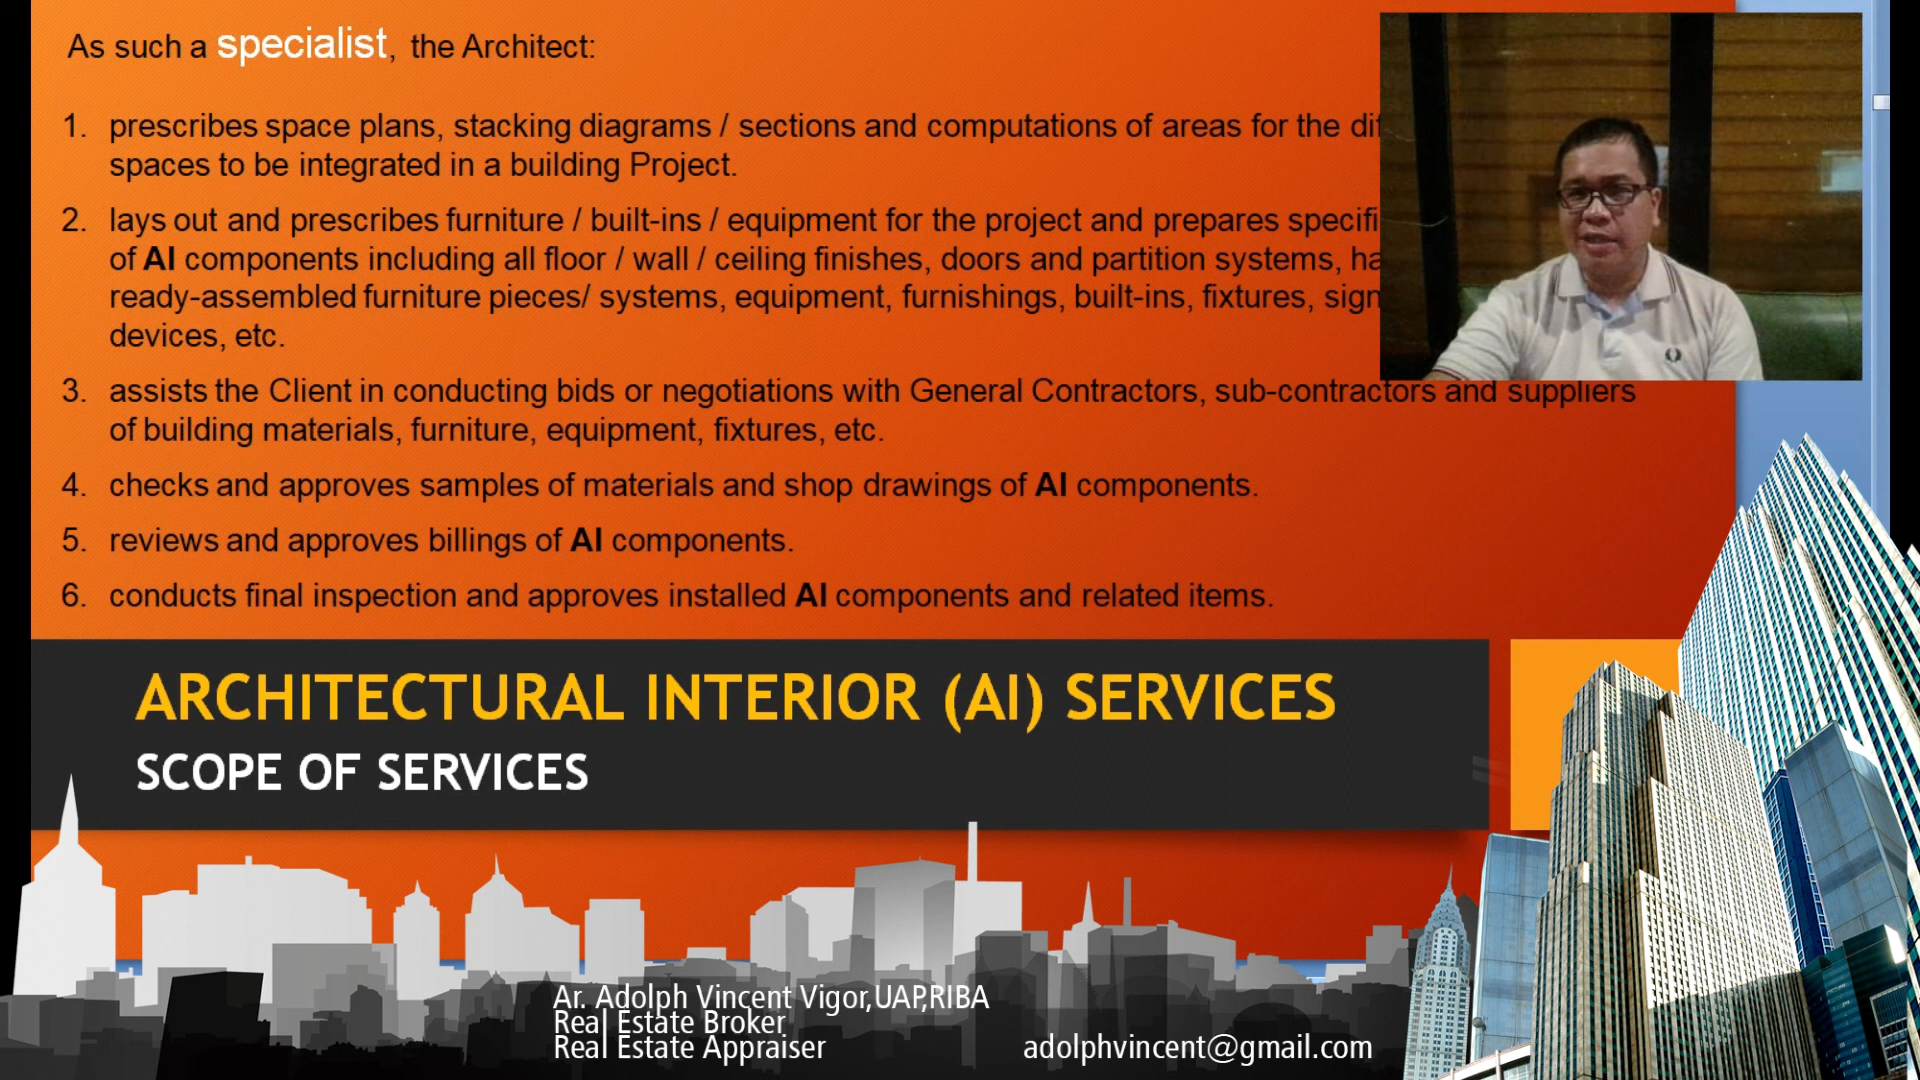 As such a specialist, the Architect:
1. prescribes space plans, stacking diagrams / sections and computations of areas for the
spaces to be integrated in a building Project.
2. lays out and prescribes furniture / built-ins / equipment for the project and prepares
of AI components including all floor / wall / ceiling finishes, doors and partition systems,
ready-assembled furniture pieces/ systems, equipment, furnishings, built-ins, fixtures,
devices, etc.
3. assists the Client in conducting bids or negotiations with General Contractors, sub-contractors and suppliers
of building materials, furniture, equipment, fixtures, etc.
4. checks and approves samples of materials and shop drawings of AI components.
5. reviews and approves billings of AI components.
6. conducts final inspection and approves installed AI components and related items.
ARCHITECTURAL INTERIOR (AI) SERVICES
SCOPE OF SERVICES
Ar. Adolph Vincent Vigor,UAP,RIBA
Real Estate Broker
Real Estate Appraiser
adolphvincent@gmail.com